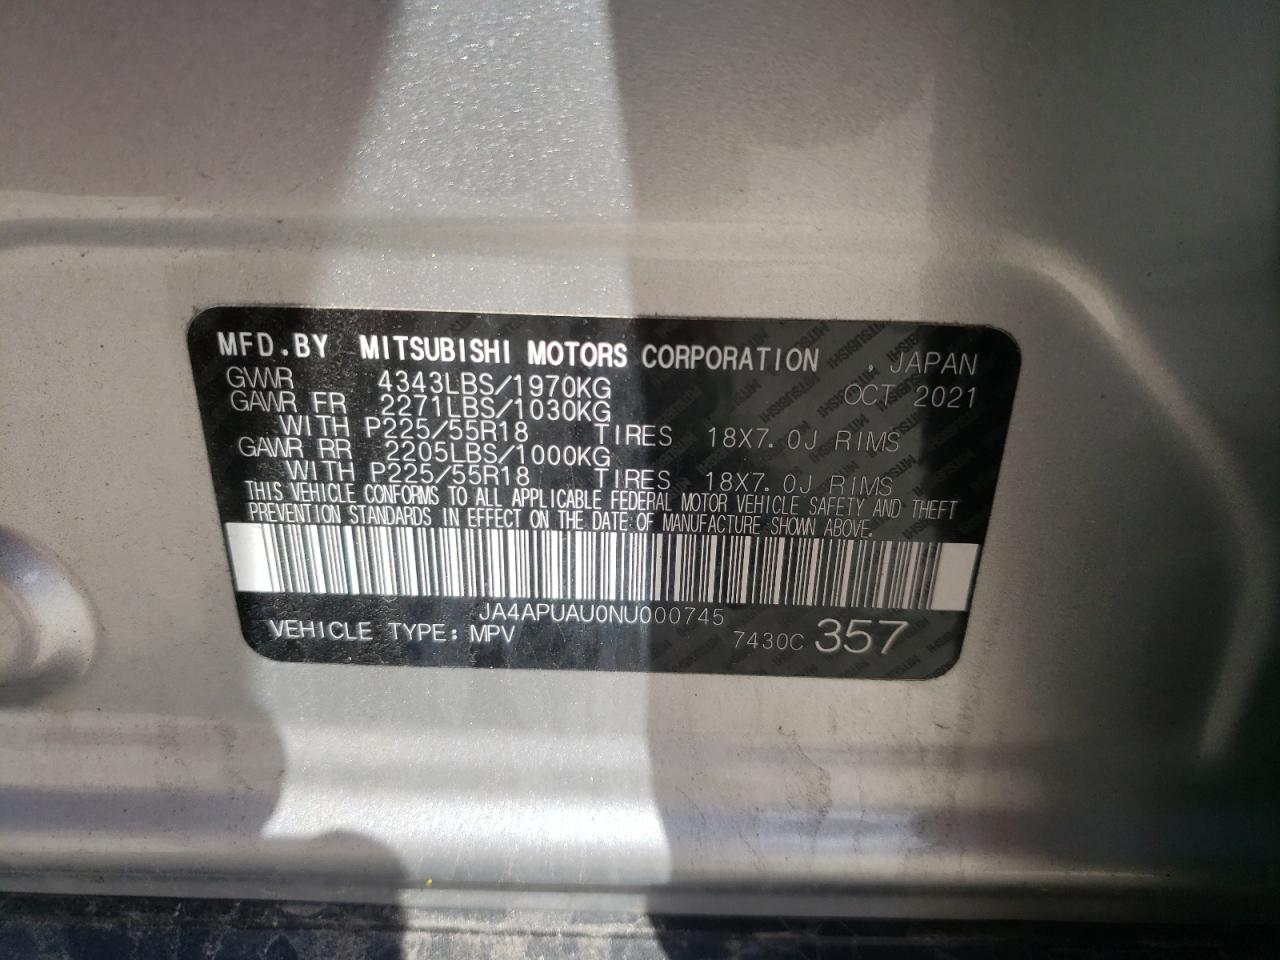 MFD.BY MITSUBISHI MOTORS CORPORATION , JAPAN
GVWR 4343LBS/1970KG OCT 2021
GAWR FR 2271LBS/1030KG
WITH P225/55R18 TIRES 18X7.0J RIMS
GAWR RR 2205LBS/1000KG
WITH P225/55R18 TIRES 18X7.0J RIMS
THIS VEHICLE CONFORMS TO ALL APPLICABLE FEDERAL MOTOR VEHICLE SAFETY AND THEFT
PREVENTION STANDARDS IN EFFECT ON THE DATE OF MANUFACTURE SHOWN ABOVE.
JA4APUAU0NU000745
VEHICLE TYPE: MPV 7430C 357